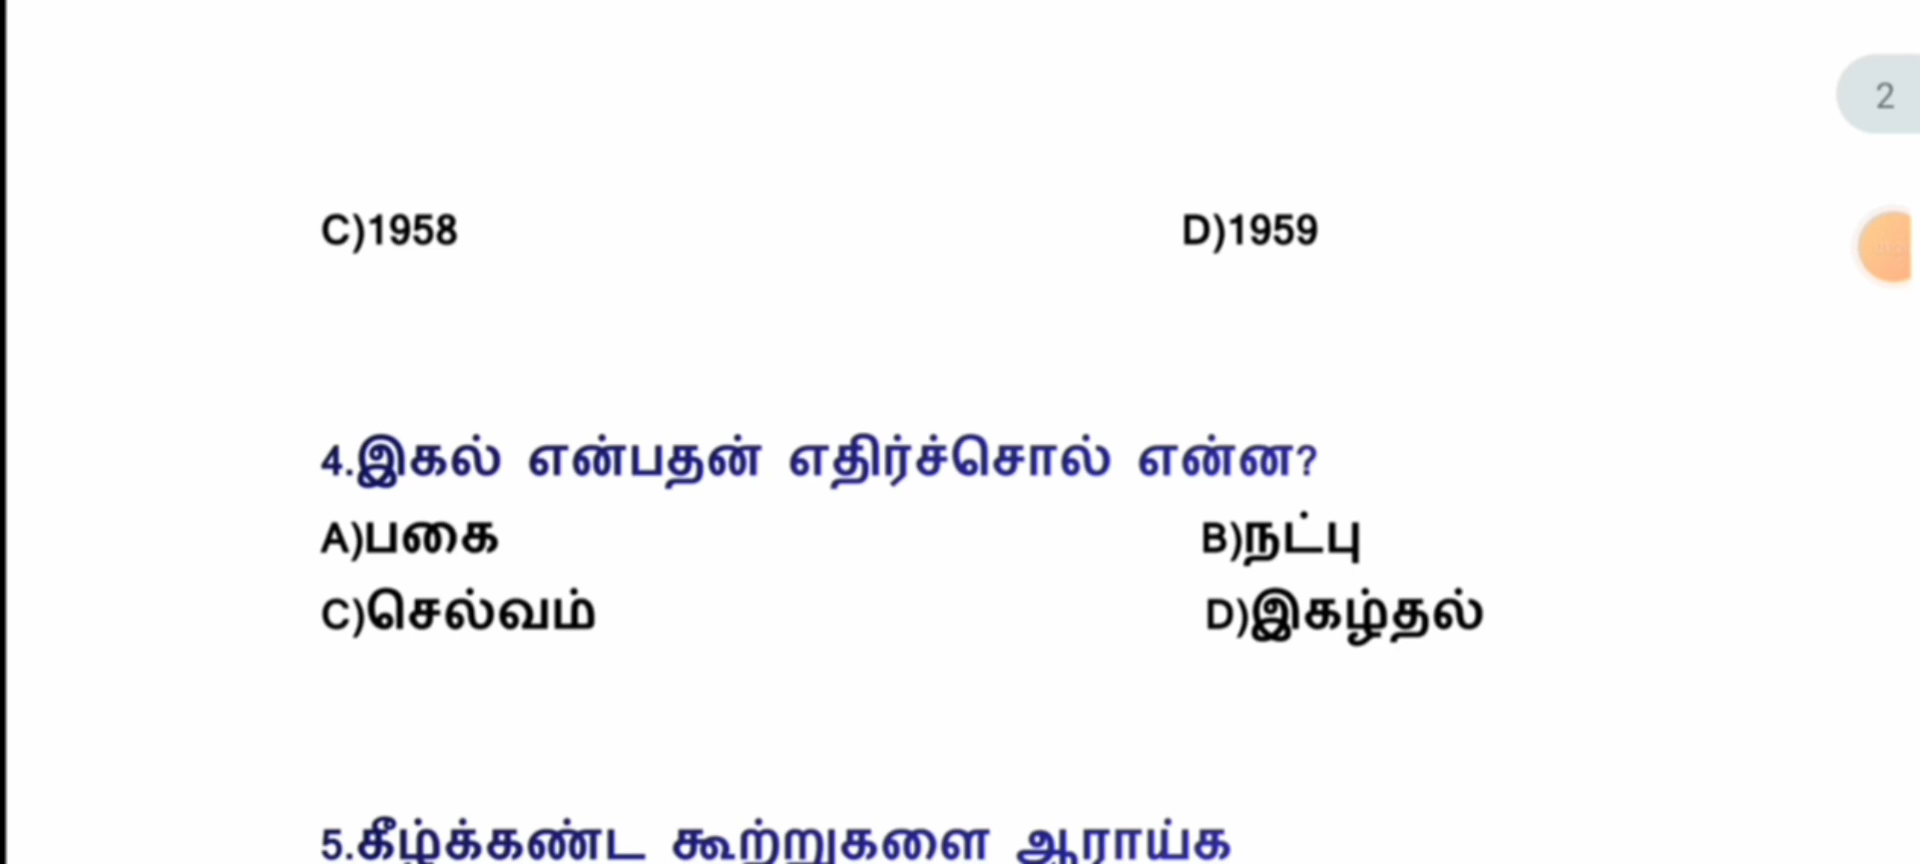 2
C)1958 D)1959
4.இகல் என்பதன் எதிர்ச்சொல் என்ன?
A)பகை B)நட்பு
C)செல்வம் D)இகழ்தல்
5.கீழ்க்கண்ட கூற்றுகளை ஆராய்க